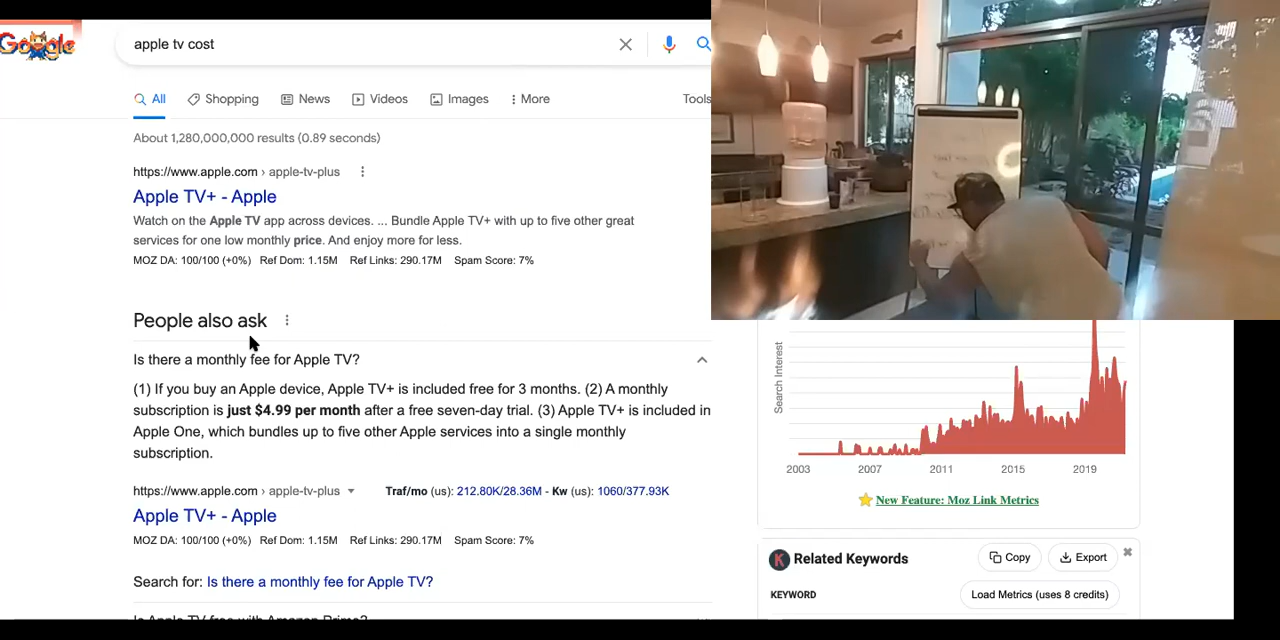 Google
apple tv cost
All
Shopping
News
Videos
Images
More
Tools
About 1,280,000,000 results (0.89 seconds)
https://www.apple.com › apple-tv-plus
Apple TV+ - Apple
Watch on the Apple TV app across devices. ... Bundle Apple TV+ with up to five other great
services for one low monthly price. And enjoy more for less.
MOZ DA: 100/100 (+0%) Ref Dom: 1.15M Ref Links: 290.17M Spam Score: 7%
People also ask
Is there a monthly fee for Apple TV?
(1) If you buy an Apple device, Apple TV+ is included free for 3 months. (2) A monthly
subscription is just $4.99 per month after a free seven-day trial. (3) Apple TV+ is included in
Apple One, which bundles up to five other Apple services into a single monthly
subscription.
https://www.apple.com › apple-tv-plus Traf/mo (us): 212.80K/28.36M - Kw (us): 1060/377.93K
Apple TV+ - Apple
MOZ DA: 100/100 (+0%) Ref Dom: 1.15M Ref Links: 290.17M Spam Score: 7%
Search for: Is there a monthly fee for Apple TV?
Is Apple TV free with Amazon Prime?
Search Interest
2003 2007 2011 2015 2019
New Feature: Moz Link Metrics
K Related Keywords
Copy
Export
KEYWORD
Load Metrics (uses 8 credits)